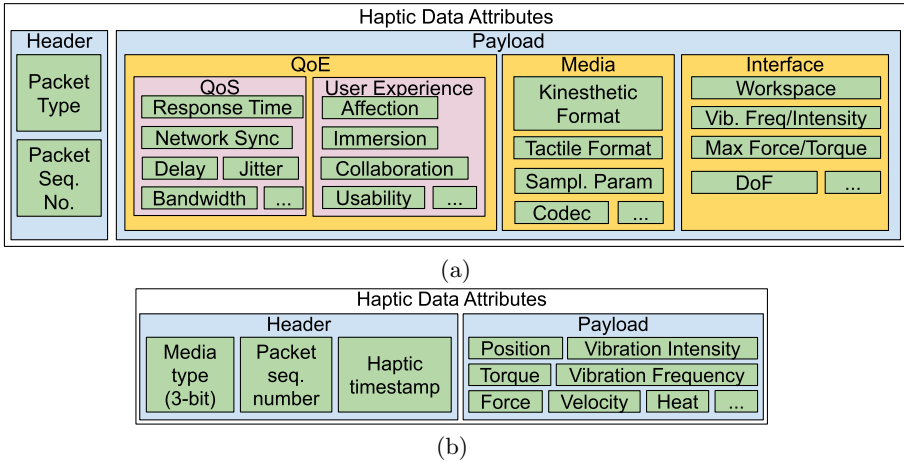 Haptic Data Attributes
Header
Packet
Type
Packet
Seq.
No.
Payload
QoE
QoS
Response Time
Network Sync
Delay
Jitter
Bandwidth
...
User Experience
Affection
Immersion
Collaboration
Usability
...
Media
Kinesthetic
Format
Tactile Format
Sampl. Param
Codec
...
Interface
Workspace
Vib. Freq/Intensity
Max Force/Torque
DoF
...
(a)
Haptic Data Attributes
Header
Media
type
(3-bit)
Packet
seq.
number
Haptic
timestamp
Payload
Position
Vibration Intensity
Torque
Vibration Frequency
Force
Velocity
Heat
...
(b)